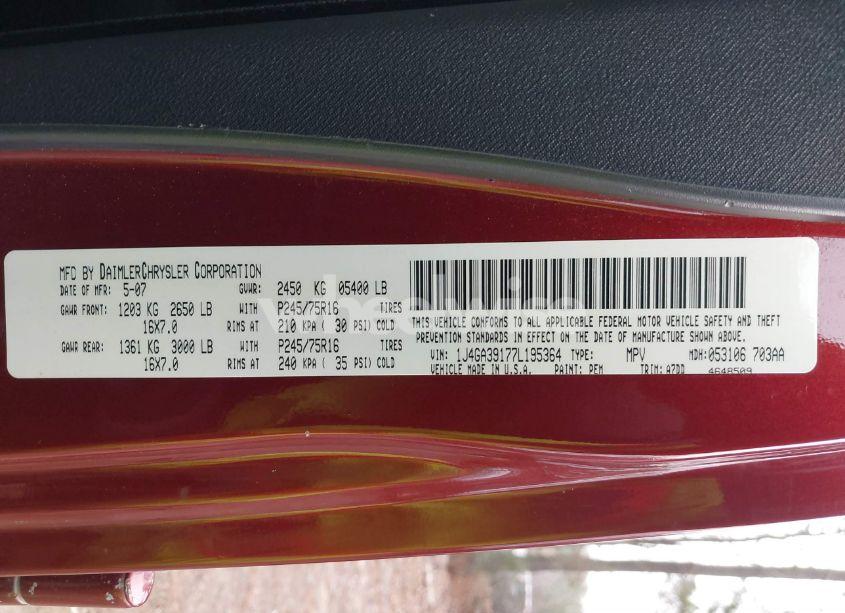 MFD BY DAIMLERCHRYSLER CORPORATION
DATE OF MFR: 5-07 GVWR: 2450 KG 05400 LB
GAWR FRONT: 1203 KG 2650 LB WITH P245/75R16 TIRES
16X7.0 RIMS AT 210 KPA ( 30 PSI) COLD
GAWR REAR: 1361 KG 3000 LB WITH P245/75R16 TIRES
16X7.0 RIMS AT 240 KPA ( 35 PSI) COLD
THIS VEHICLE CONFORMS TO ALL APPLICABLE FEDERAL MOTOR VEHICLE SAFETY AND THEFT
PREVENTION STANDARDS IN EFFECT ON THE DATE OF MANUFACTURE SHOWN ABOVE.
VIN: 1J4GA39177L195364 TYPE: MPV MDH: 053106 703AA
VEHICLE MADE IN U.S.A. PAINT: PEM TRIM: A7DD 4648509